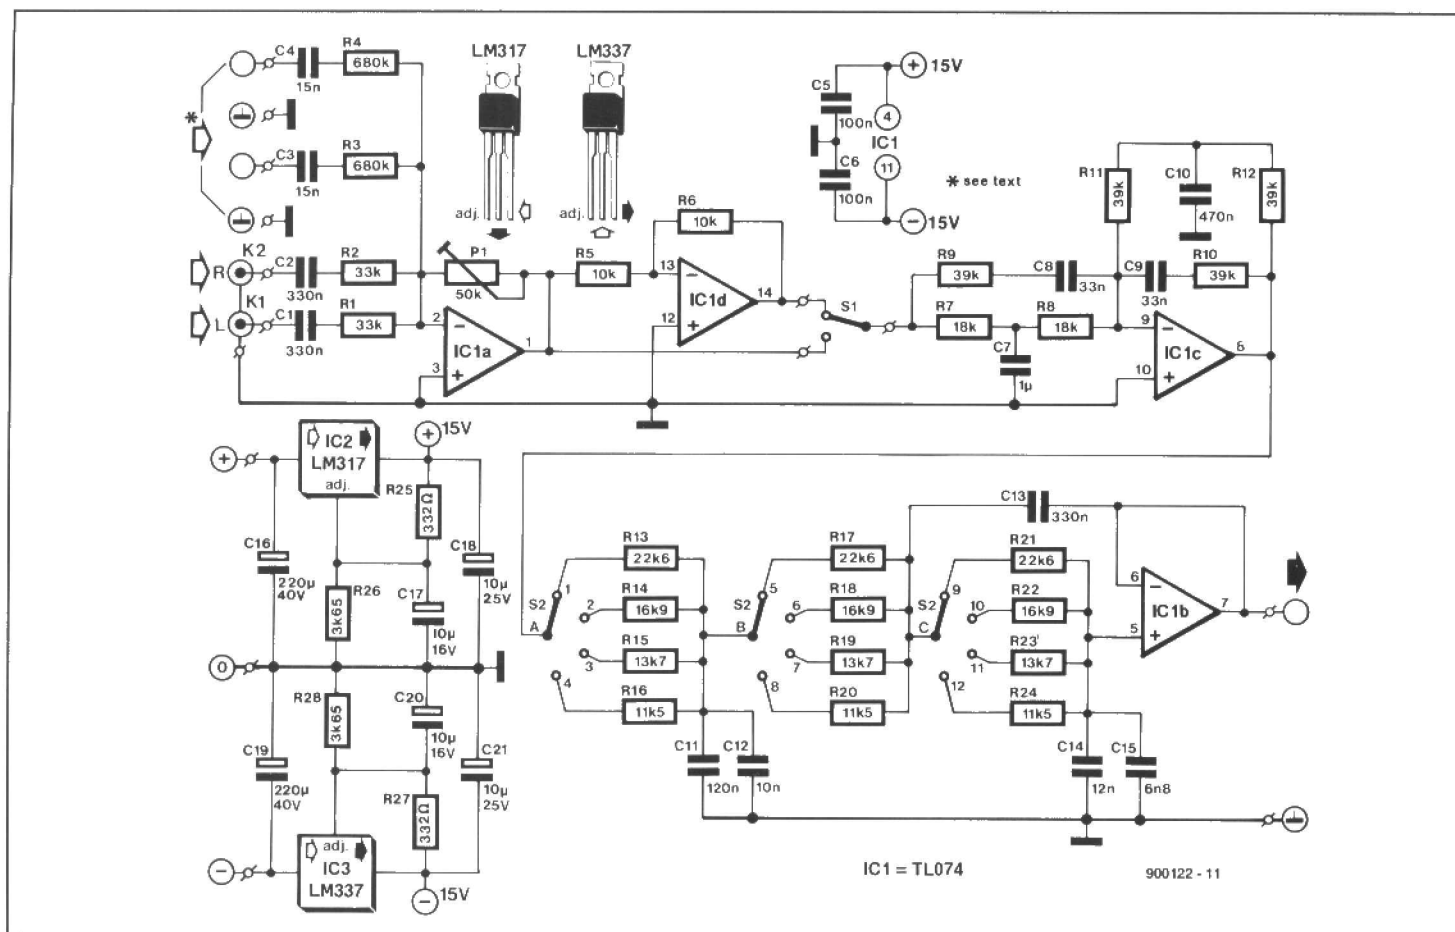 C4
15n
R4
680k
C3
15n
R3
680k
*
K2
R
C2
330n
R2
33k
K1
L
C1
330n
R1
33k
LM317
adj.
LM337
adj.
P1
50k
2
−
3
+
IC1a
1
R5
10k
R6
10k
13
−
12
+
IC1d
14
S1
C5
100n
C6
100n
+
15V
4
IC1
11
−
15V
* see text
R9
39k
C8
33n
R7
18k
R8
18k
C7
1µ
R11
39k
C10
470n
R12
39k
C9
33n
R10
39k
9
−
10
+
IC1c
+
IC2
LM317
adj.
+
15V
R25
332Ω
C16
220µ
40V
R26
3k65
C17
10µ
16V
C18
10µ
25V
0
R28
3k65
C20
10µ
16V
C19
220µ
40V
C21
10µ
25V
R27
332Ω
−
adj.
IC3
LM337
−
15V
A
S2
1
2
3
4
R13
22k6
R14
16k9
R15
13k7
R16
11k5
C11
120n
C12
10n
B
S2
5
6
7
8
R17
22k6
R18
16k9
R19
13k7
R20
11k5
C13
330n
C
S2
9
10
11
12
R21
22k6
R22
16k9
R23
13k7
R24
11k5
C14
12n
C15
6n8
6
−
5
+
IC1b
7
IC1 = TL074
900122 - 11